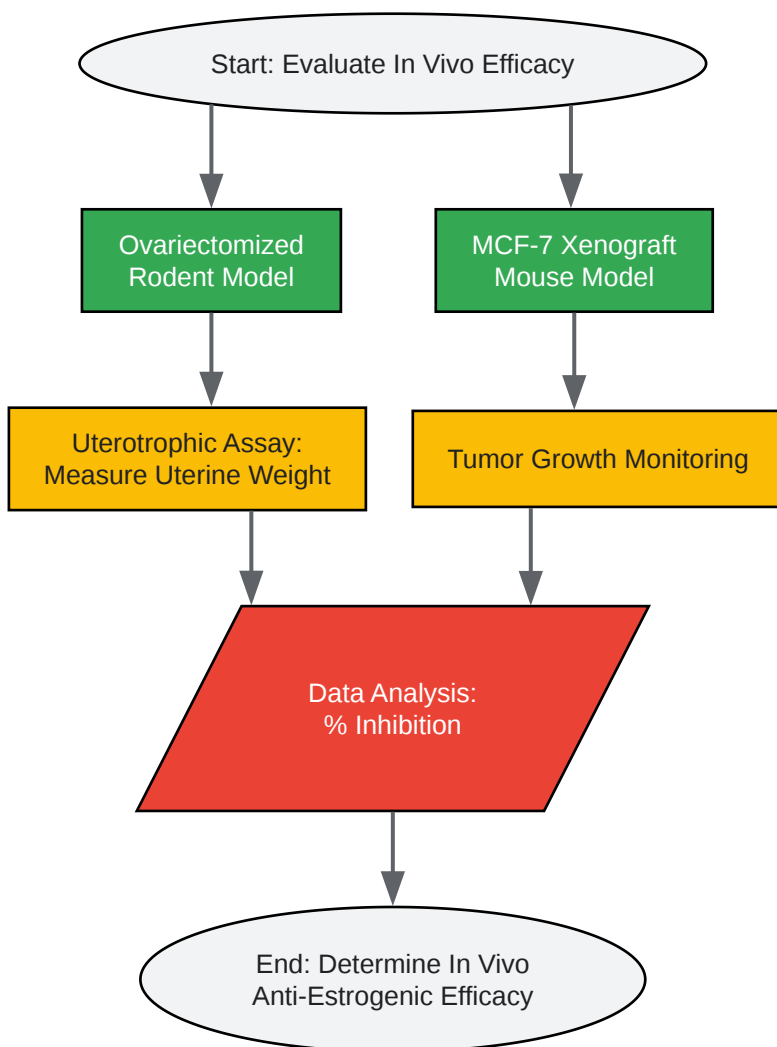 Start: Evaluate In Vivo Efficacy
Ovariectomized
Rodent Model
MCF-7 Xenograft
Mouse Model
Uterotrophic Assay:
Measure Uterine Weight
Tumor Growth Monitoring
Data Analysis:
% Inhibition
End: Determine In Vivo
Anti-Estrogenic Efficacy